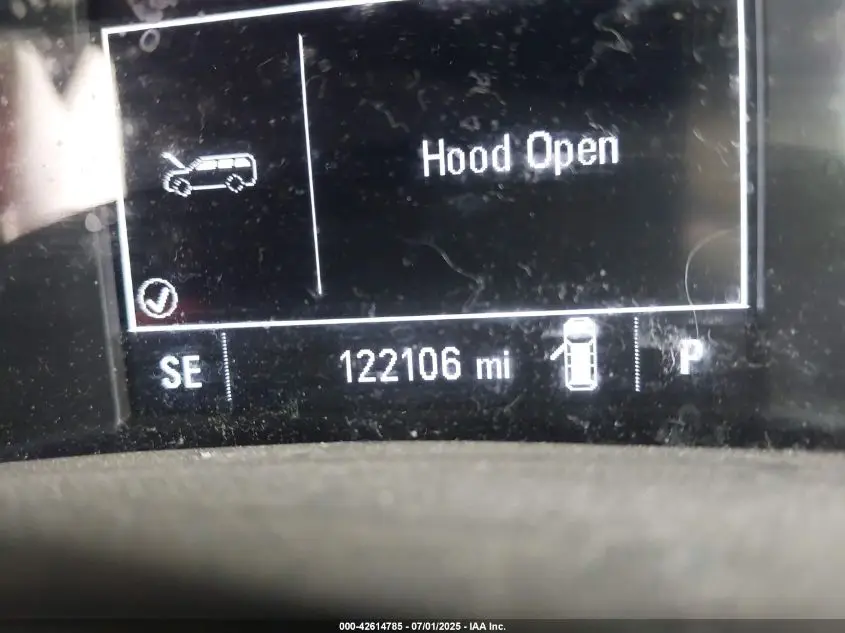 Hood Open
SE
122106 mi
P
000-42614785 - 07/01/2025 - IAA Inc.